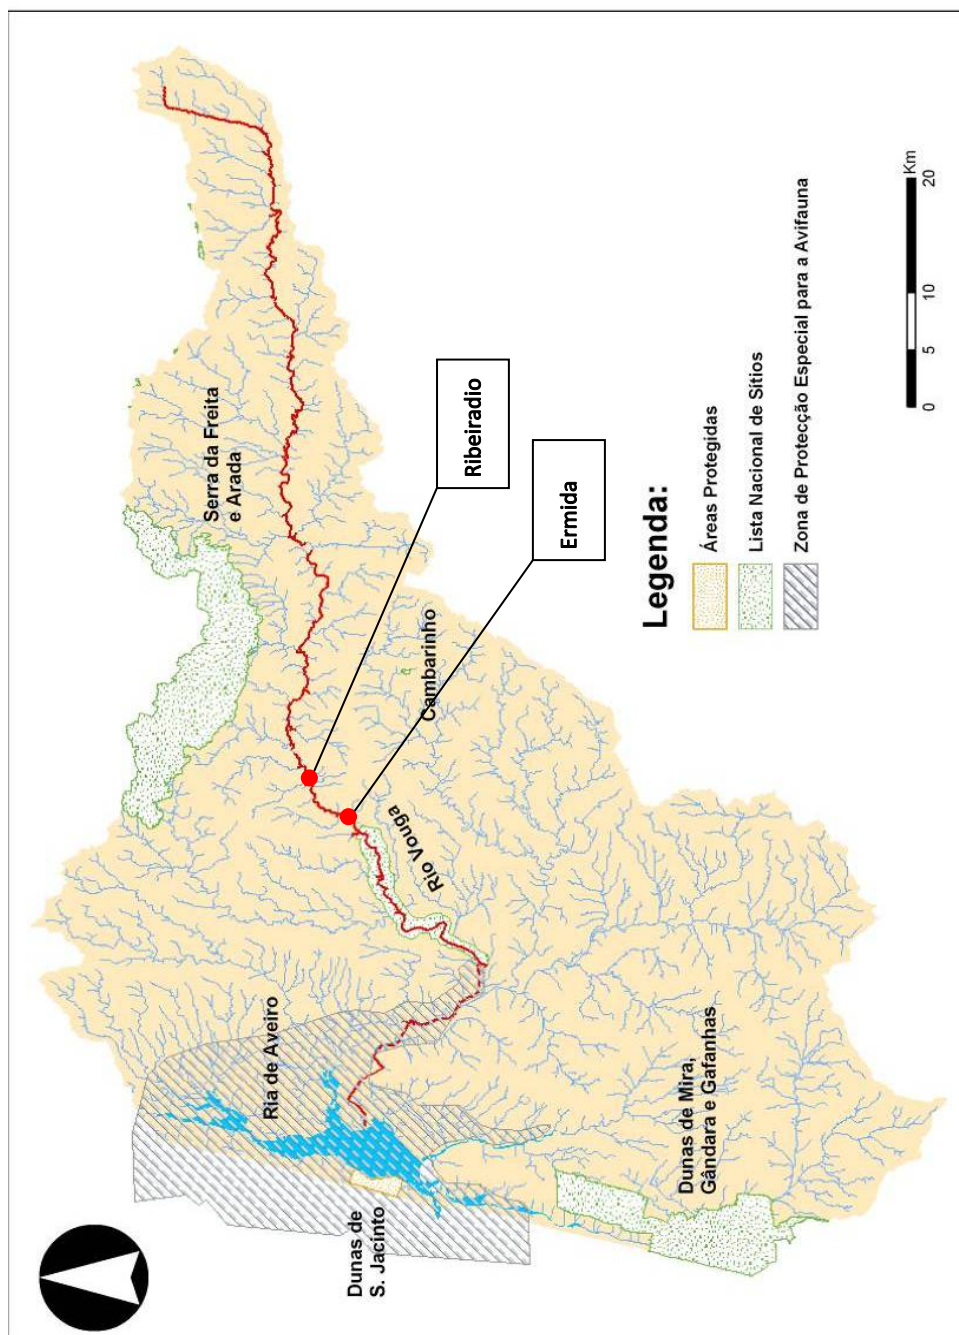 Serra da Freita
e Arada
Ribeiradio
Ermida
Cambarinho
Rio Vouga
Ria de Aveiro
Dunas de
S. Jacinto
Dunas de Mira,
Gândara e Gafanhas
Legenda:
Áreas Protegidas
Lista Nacional de Sítios
Zona de Protecção Especial para a Avifauna
0 5 10 20 Km